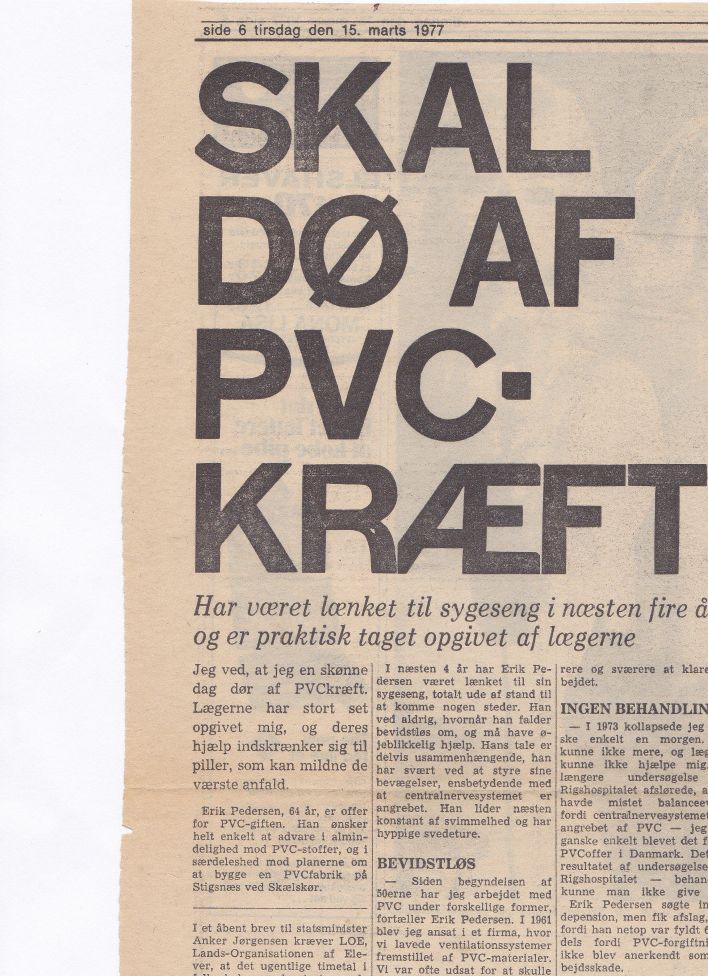 side 6 tirsdag den 15. marts 1977
SKAL
DØ AF
PVC-
KRÆFT
Har været lænket til sygeseng i næsten fire å
og er praktisk taget opgivet af lægerne
Jeg ved, at jeg en skønne
dag dør af PVCkræft.
Lægerne har stort set
opgivet mig, og deres
hjælp indskrænker sig til
piller, som kan mildne de
værste anfald.
Erik Pedersen, 64 år, er offer
for PVC-giften. Han ønsker
helt enkelt at advare i almin-
delighed mod PVC-stoffer, og i
særdeleshed mod planerne om
at bygge en PVCfabrik på
Stigsnæs ved Skælskør.
I et åbent brev til statsminister
Anker Jørgensen kræver LOE,
Lands-Organisationen af Ele-
ver, at det ugentlige timetal i
I næsten 4 år har Erik Pe-
dersen været lænket til sin
sygeseng, totalt ude af stand til
at komme nogen steder. Han
ved aldrig, hvornår han falder
bevidstløs om, og må have ø-
jeblikkelig hjælp. Hans tale er
delvis usammenhængende, han
har svært ved at styre sine
bevægelser, ensbetydende med
at centralnervesystemet er
angrebet. Han lider næsten
konstant af svimmelhed og har
hyppige svedeture.
BEVIDSTLØS
— Siden begyndelsen af
50erne har jeg arbejdet med
PVC under forskellige former,
fortæller Erik Pedersen. I 1961
blev jeg ansat i et firma, hvor
vi lavede ventilationssystemer
fremstillet af PVC-materialer.
Vi var ofte udsat for at skulle
rere og sværere at klare
bejdet.
INGEN BEHANDLIN
— I 1973 kollapsede jeg
ske enkelt en morgen.
kunne ikke mere, og læg
kunne ikke hjælpe mig.
længere undersøgelse
Rigshospitalet afslørede, a
havde mistet balancee
fordi centralnervesystemet
angrebet af PVC — jeg
ganske enkelt blevet det f
PVCoffer i Danmark. Det
resultatet af undersøgelse
Rigshospitalet — behan
kunne man ikke give
Erik Pedersen søgte in
depension, men fik afslag,
fordi han netop var fyldt 6
dels fordi PVC-forgiftni
ikke blev anerkendt som
bejdsskade.